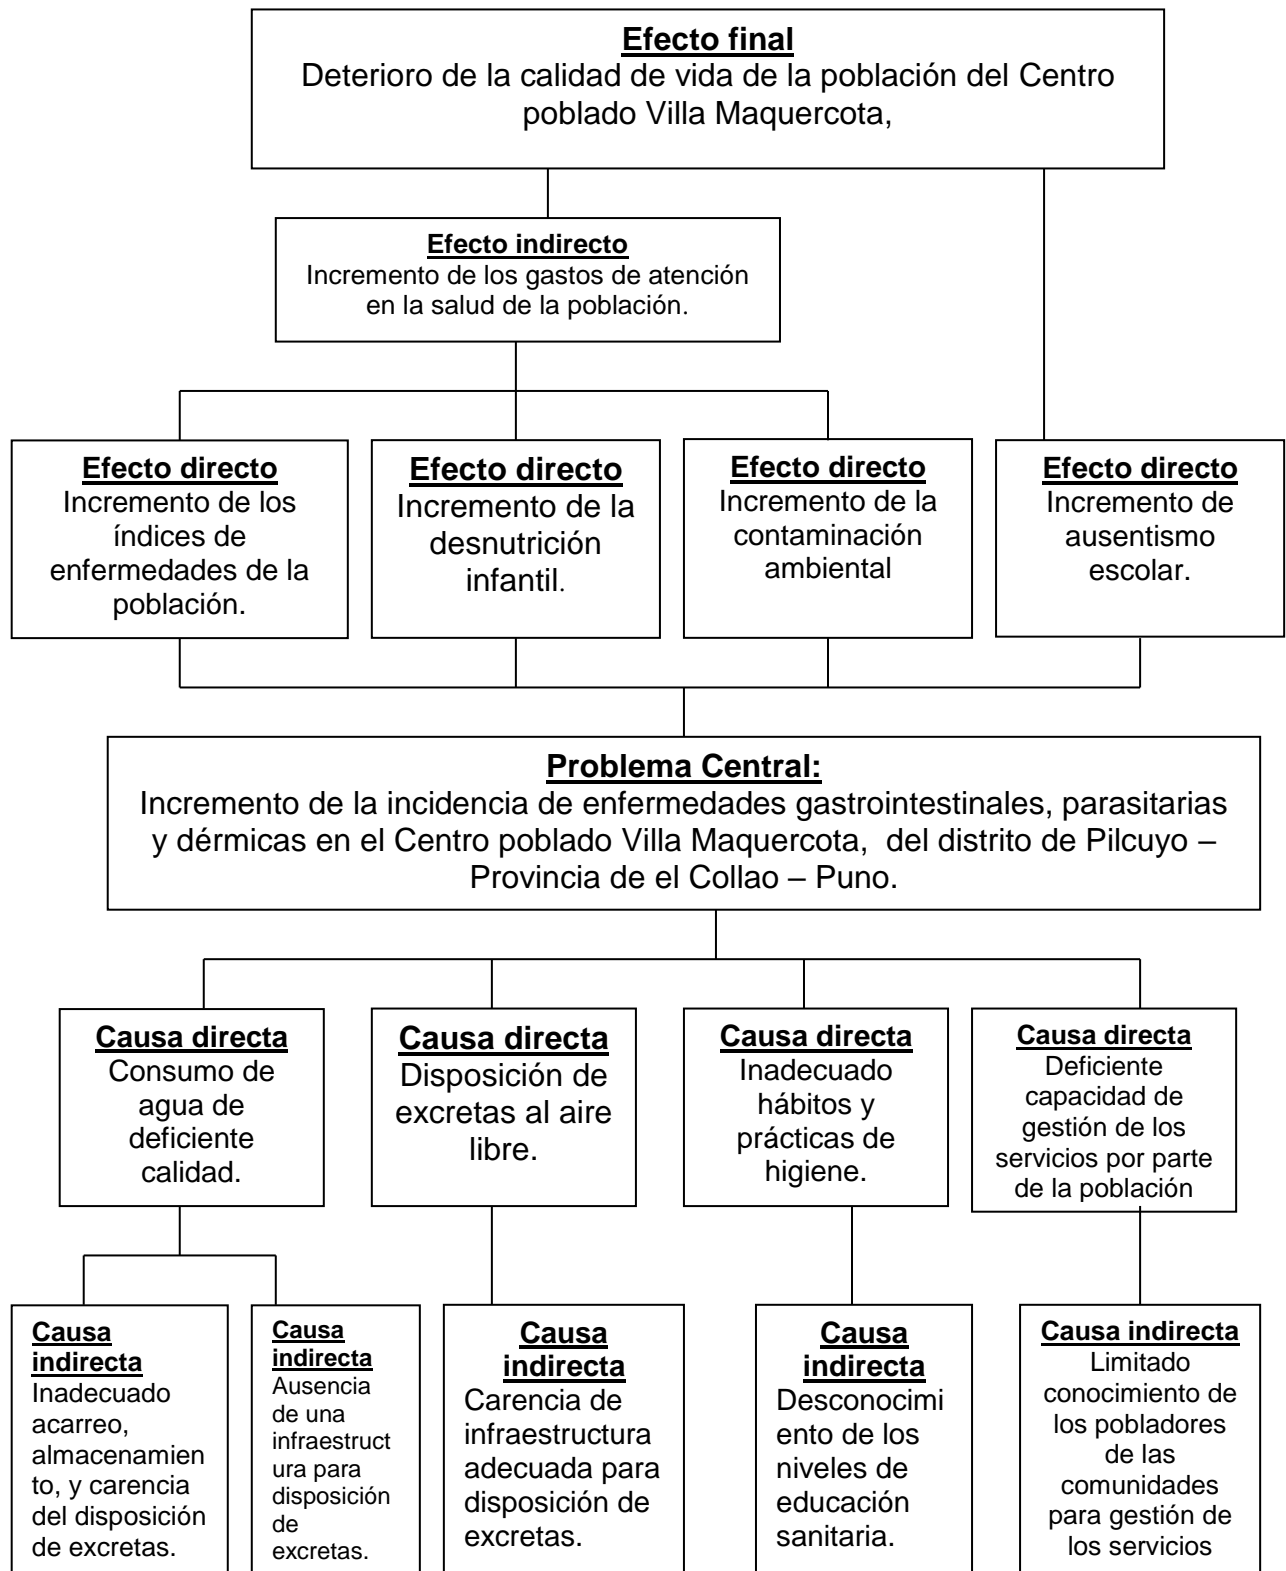 Efecto final
Deterioro de la calidad de vida de la población del Centro
poblado Villa Maquercota,
Efecto indirecto
Incremento de los gastos de atención
en la salud de la población.
Efecto directo
Incremento de los
índices de
enfermedades de la
población.
Efecto directo
Incremento de la
desnutrición
infantil.
Efecto directo
Incremento de la
contaminación
ambiental
Efecto directo
Incremento de
ausentismo
escolar.
Problema Central:
Incremento de la incidencia de enfermedades gastrointestinales, parasitarias
y dérmicas en el Centro poblado Villa Maquercota, del distrito de Pilcuyo –
Provincia de el Collao – Puno.
Causa directa
Consumo de
agua de
deficiente
calidad.
Causa directa
Disposición de
excretas al aire
libre.
Causa directa
Inadecuado
hábitos y
prácticas de
higiene.
Causa directa
Deficiente
capacidad de
gestión de los
servicios por parte
de la población
Causa
indirecta
Inadecuado
acarreo,
almacenamien
to, y carencia
del disposición
de excretas.
Causa
indirecta
Ausencia
de una
infraestruct
ura para
disposición
de
excretas.
Causa
indirecta
Carencia de
infraestructura
adecuada para
disposición de
excretas.
Causa
indirecta
Desconocimi
ento de los
niveles de
educación
sanitaria.
Causa indirecta
Limitado
conocimiento de
los pobladores
de las
comunidades
para gestión de
los servicios